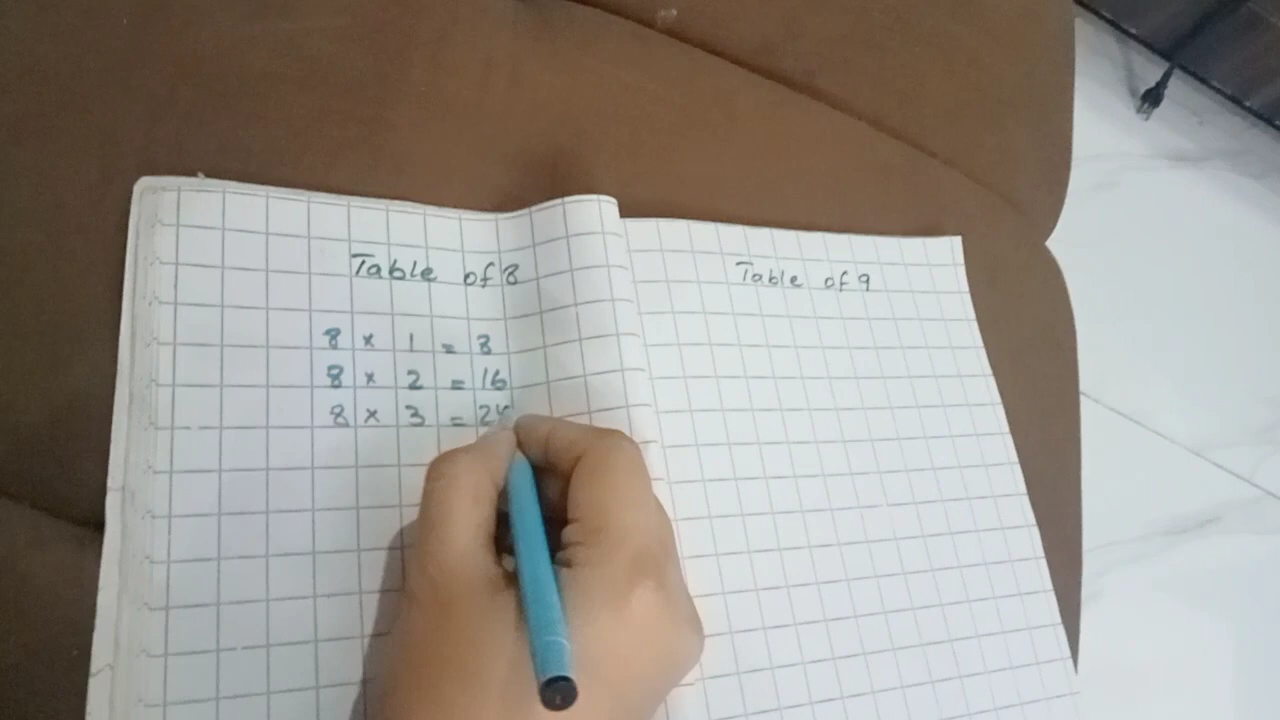 Table of 8
8 × 1 = 8
8 × 2 = 16
8 × 3 = 24
Table of 9